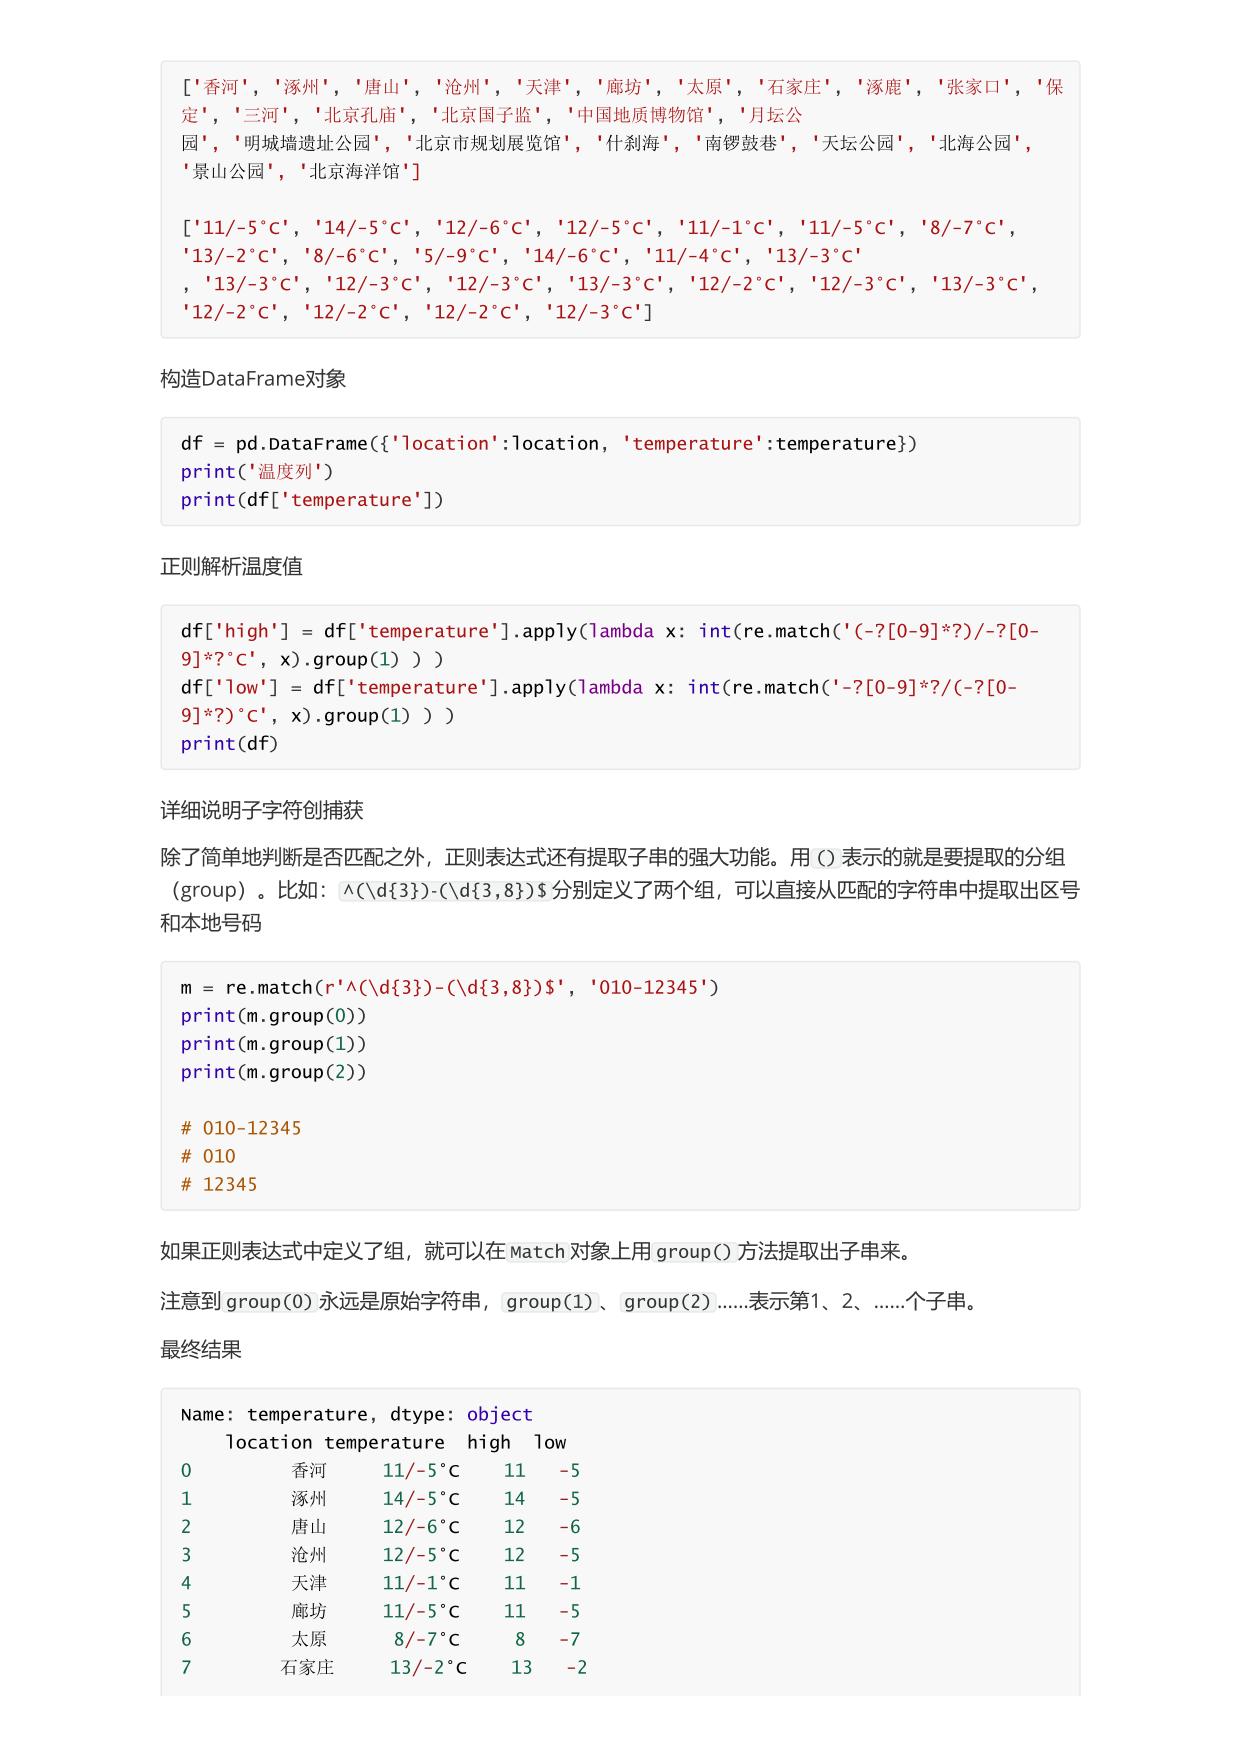 ['香河', '涿州', '唐山', '沧州', '天津', '廊坊', '太原', '石家庄', '涿鹿', '张家口', '保
定', '三河', '北京孔庙', '北京国子监', '中国地质博物馆', '月坛公
园', '明城墙遗址公园', '北京市规划展览馆', '什刹海', '南锣鼓巷', '天坛公园', '北海公园',
'景山公园', '北京海洋馆']

['11/-5°C', '14/-5°C', '12/-6°C', '12/-5°C', '11/-1°C', '11/-5°C', '8/-7°C',
'13/-2°C', '8/-6°C', '5/-9°C', '14/-6°C', '11/-4°C', '13/-3°C'
, '13/-3°C', '12/-3°C', '12/-3°C', '13/-3°C', '12/-2°C', '12/-3°C', '13/-3°C',
'12/-2°C', '12/-2°C', '12/-2°C', '12/-3°C']
构造DataFrame对象
df = pd.DataFrame({'location':location, 'temperature':temperature})
print('温度列')
print(df['temperature'])
正则解析温度值
df['high'] = df['temperature'].apply(lambda x: int(re.match('(-?[0-9]*?)/-?[0-
9]*?°C', x).group(1) ) )
df['low'] = df['temperature'].apply(lambda x: int(re.match('-?[0-9]*?/(-?[0-
9]*?)°C', x).group(1) ) )
print(df)
详细说明子字符创捕获
除了简单地判断是否匹配之外，正则表达式还有提取子串的强大功能。用()表示的就是要提取的分组
（group）。比如：^(\d{3})-(\d{3,8})$分别定义了两个组，可以直接从匹配的字符串中提取出区号
和本地号码
m = re.match(r'^(\d{3})-(\d{3,8})$', '010-12345')
print(m.group(0))
print(m.group(1))
print(m.group(2))

# 010-12345
# 010
# 12345
如果正则表达式中定义了组，就可以在Match对象上用group()方法提取出子串来。
注意到group(0)永远是原始字符串，group(1)、group(2)……表示第1、2、……个子串。
最终结果
Name: temperature, dtype: object
    location temperature  high  low
0         香河     11/-5°C    11   -5
1         涿州     14/-5°C    14   -5
2         唐山     12/-6°C    12   -6
3         沧州     12/-5°C    12   -5
4         天津     11/-1°C    11   -1
5         廊坊     11/-5°C    11   -5
6         太原      8/-7°C     8   -7
7        石家庄     13/-2°C    13   -2